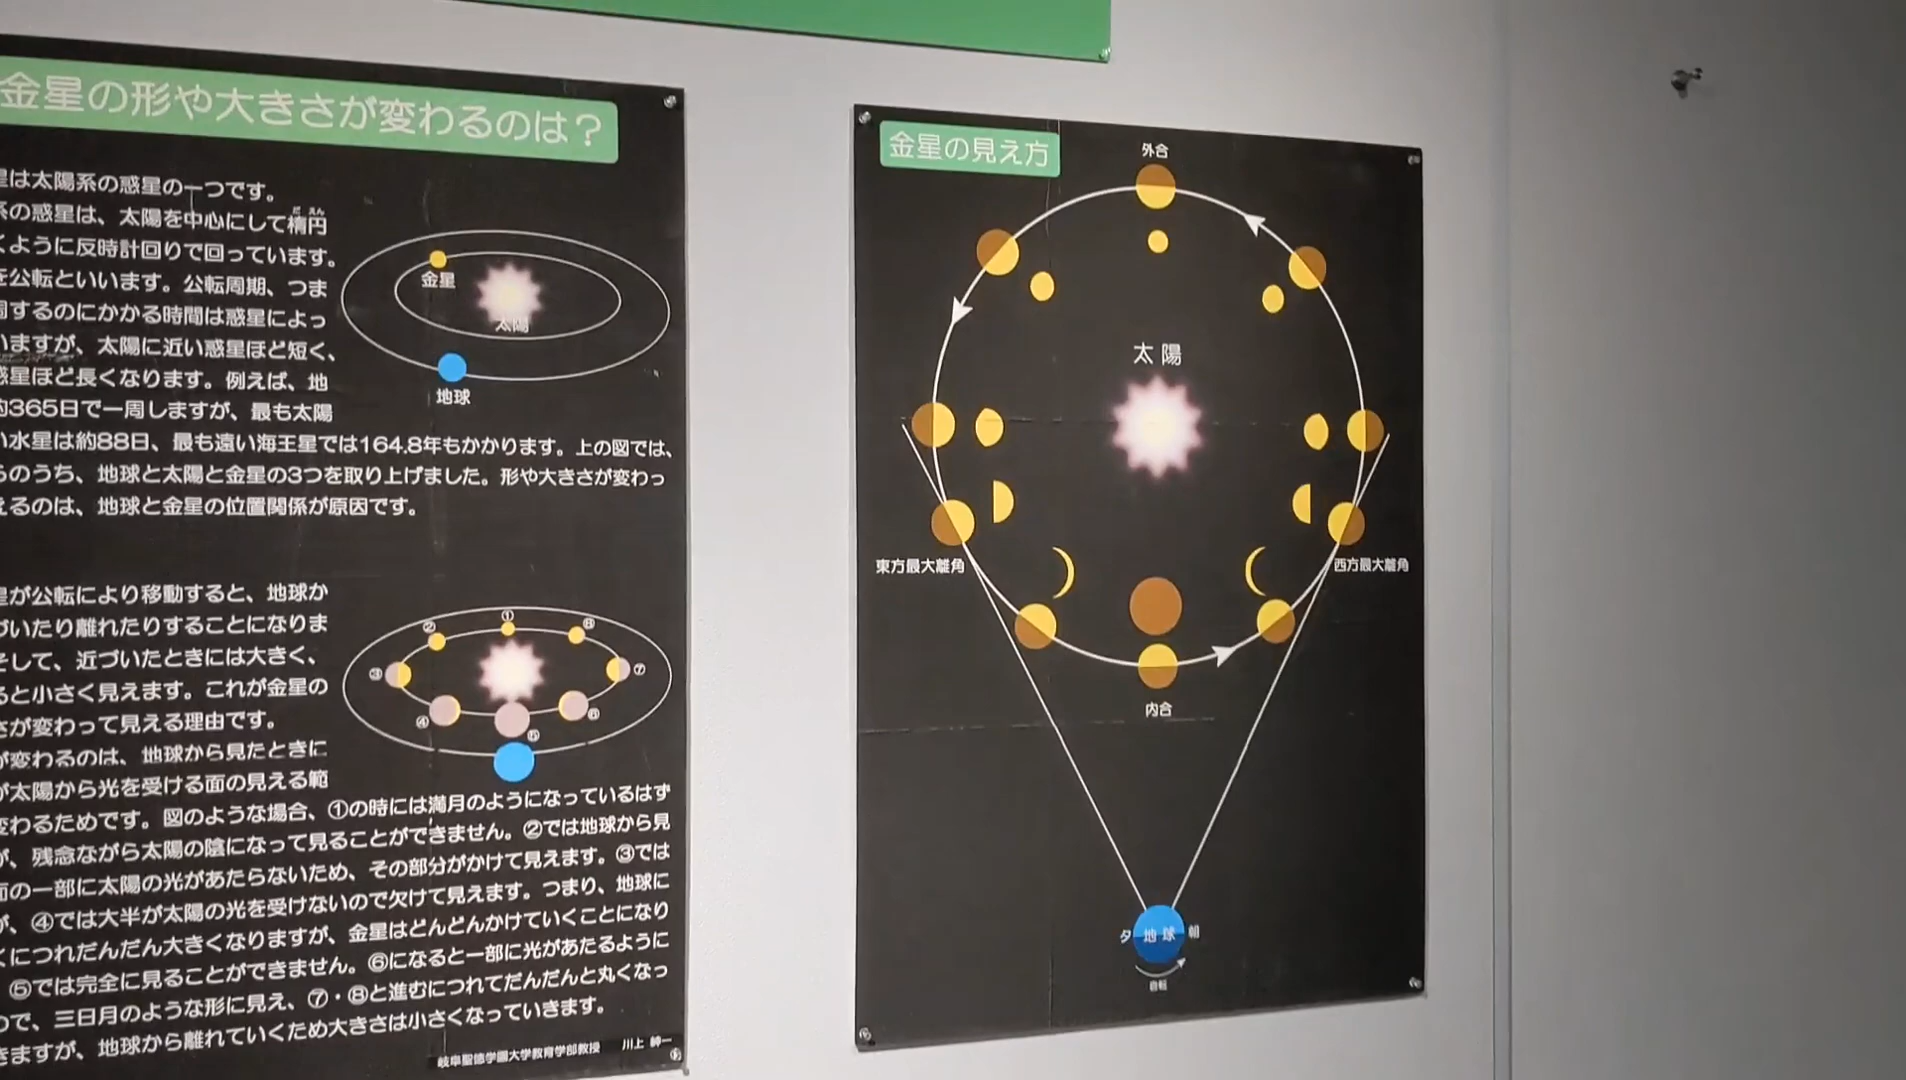 金星の形や大きさが変わるのは？
星は太陽系の惑星の一つです。
系の惑星は、太陽を中心にして楕円
だ えん
くように反時計回りで回っています。
を公転といいます。公転周期、つま
周するのにかかる時間は惑星によっ
いますが、太陽に近い惑星ほど短く、
惑星ほど長くなります。例えば、地
約365日で一周しますが、最も太陽
い水星は約88日、最も遠い海王星では164.8年もかかります。上の図では、
らのうち、地球と太陽と金星の3つを取り上げました。形や大きさが変わっ
えるのは、地球と金星の位置関係が原因です。
金星
太陽
地球
星が公転により移動すると、地球か
づいたり離れたりすることになりま
そして、近づいたときには大きく、
ると小さく見えます。これが金星の
さが変わって見える理由です。
が変わるのは、地球から見たときに
が太陽から光を受ける面の見える範
変わるためです。図のような場合、①の時には満月のようになっているはず
が、残念ながら太陽の陰になって見ることができません。②では地球から見
面の一部に太陽の光があたらないため、その部分がかけて見えます。③では
が、④では大半が太陽の光を受けないので欠けて見えます。つまり、地球に
くにつれだんだん大きくなりますが、金星はどんどんかけていくことになり
⑤では完全に見ることができません。⑥になると一部に光があたるように
ので、三日月のような形に見え、⑦・⑧と進むにつれてだんだんと丸くなっ
きますが、地球から離れていくため大きさは小さくなっていきます。
①
②
⑧
③
⑦
④
⑥
⑤
岐阜聖徳学園大学教育学部教授 川上 紳一
金星の見え方
外合
太陽
東方最大離角
西方最大離角
内合
夕 地球 朝
自転